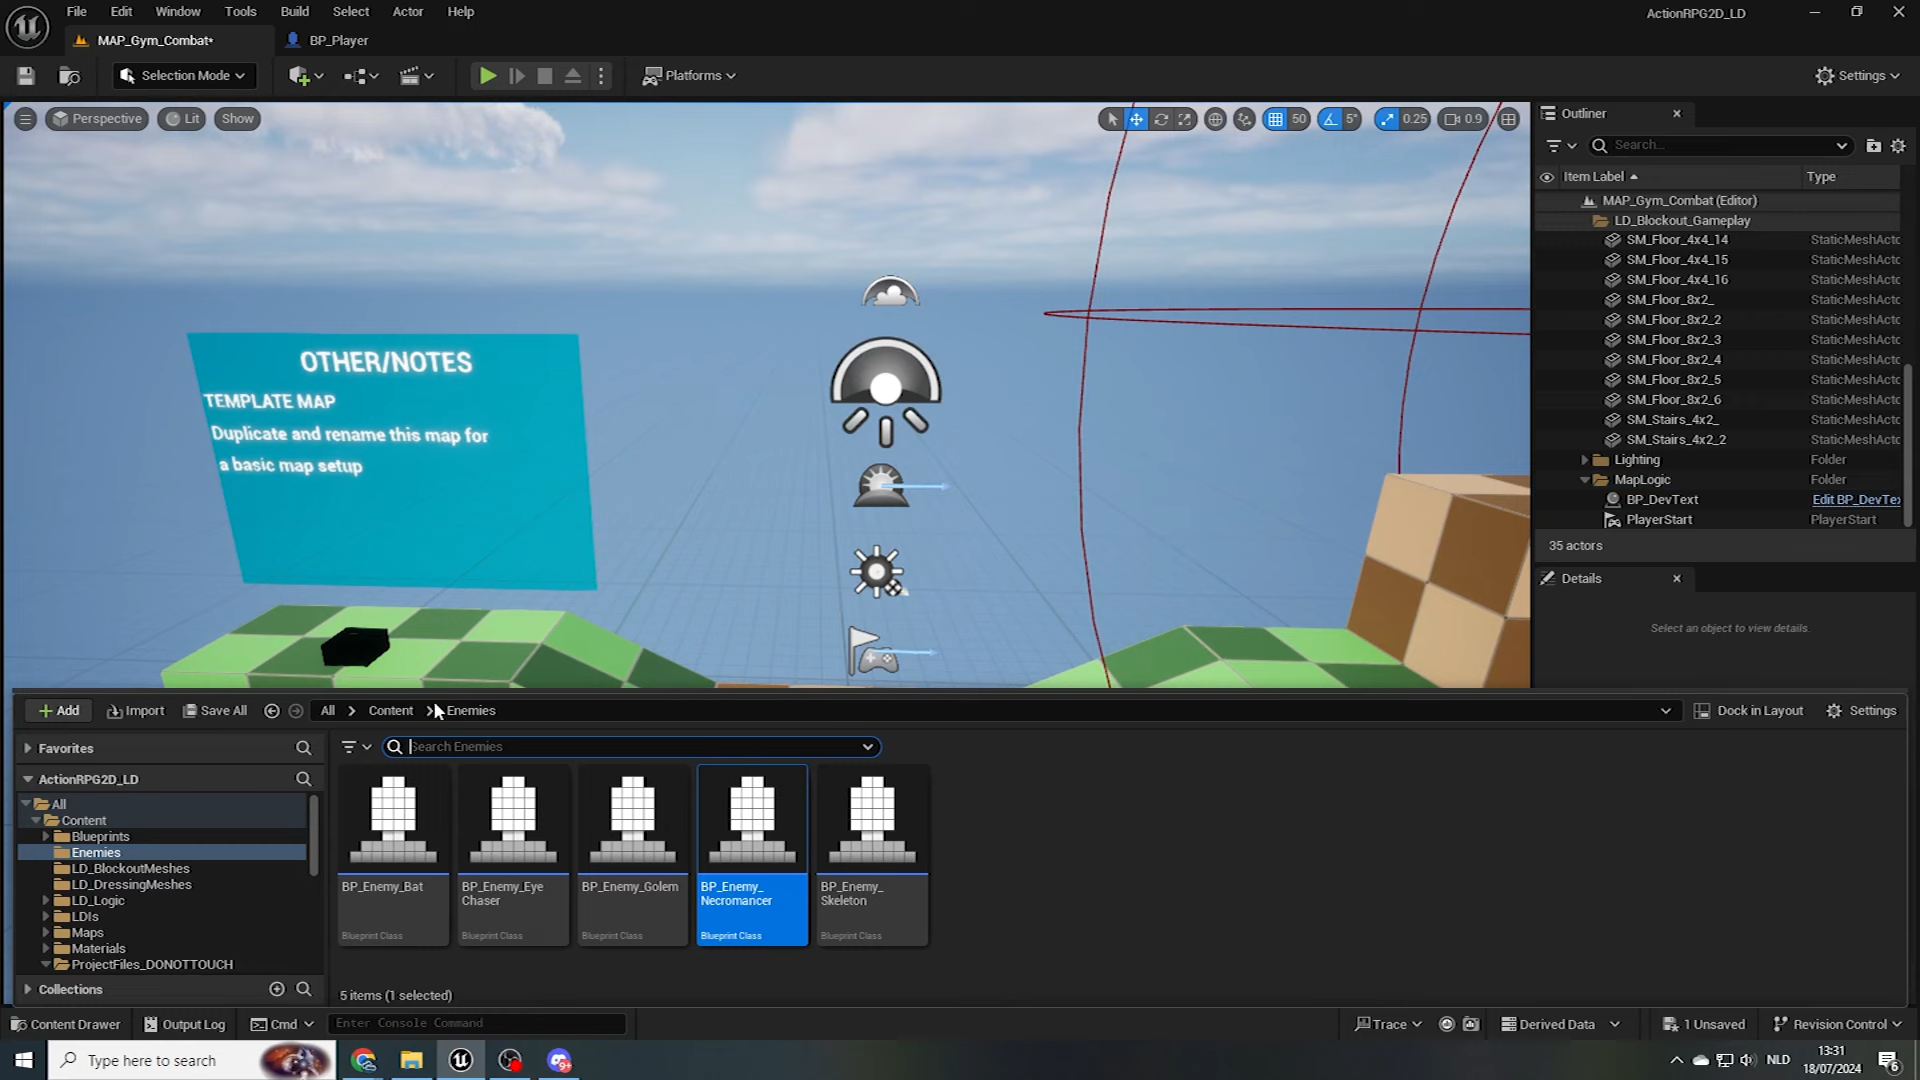 File Edit Window Tools Build Select Actor Help
ActionRPG2D_LD
MAP_Gym_Combat*
BP_Player
Selection Mode
Platforms
Settings
Perspective
Lit
Show
50
5°
0.25
0.9
OTHER/NOTES
TEMPLATE MAP
Duplicate and rename this map for
a basic map setup
Outliner
Search...
Item Label
Type
MAP_Gym_Combat (Editor)
LD_Blockout_Gameplay
SM_Floor_4x4_14 StaticMeshActo
SM_Floor_4x4_15 StaticMeshActo
SM_Floor_4x4_16 StaticMeshActo
SM_Floor_8x2_ StaticMeshActo
SM_Floor_8x2_2 StaticMeshActo
SM_Floor_8x2_3 StaticMeshActo
SM_Floor_8x2_4 StaticMeshActo
SM_Floor_8x2_5 StaticMeshActo
SM_Floor_8x2_6 StaticMeshActo
SM_Stairs_4x2_ StaticMeshActo
SM_Stairs_4x2_2 StaticMeshActo
Lighting Folder
MapLogic Folder
BP_DevText Edit BP_DevTex
PlayerStart PlayerStart
35 actors
Details
Select an object to view details.
Add
Import
Save All
All
Content
Enemies
Dock in Layout
Settings
Favorites
ActionRPG2D_LD
All
Content
Blueprints
Enemies
LD_BlockoutMeshes
LD_DressingMeshes
LD_Logic
LDIs
Maps
Materials
ProjectFiles_DONOTTOUCH
Collections
Search Enemies
BP_Enemy_Bat
Blueprint Class
BP_Enemy_Eye
Chaser
Blueprint Class
BP_Enemy_Golem
Blueprint Class
BP_Enemy_
Necromancer
Blueprint Class
BP_Enemy_
Skeleton
Blueprint Class
5 items (1 selected)
Content Drawer
Output Log
Cmd
Enter Console Command
Trace
Derived Data
1 Unsaved
Revision Control
Type here to search
NLD
13:31
18/07/2024
6